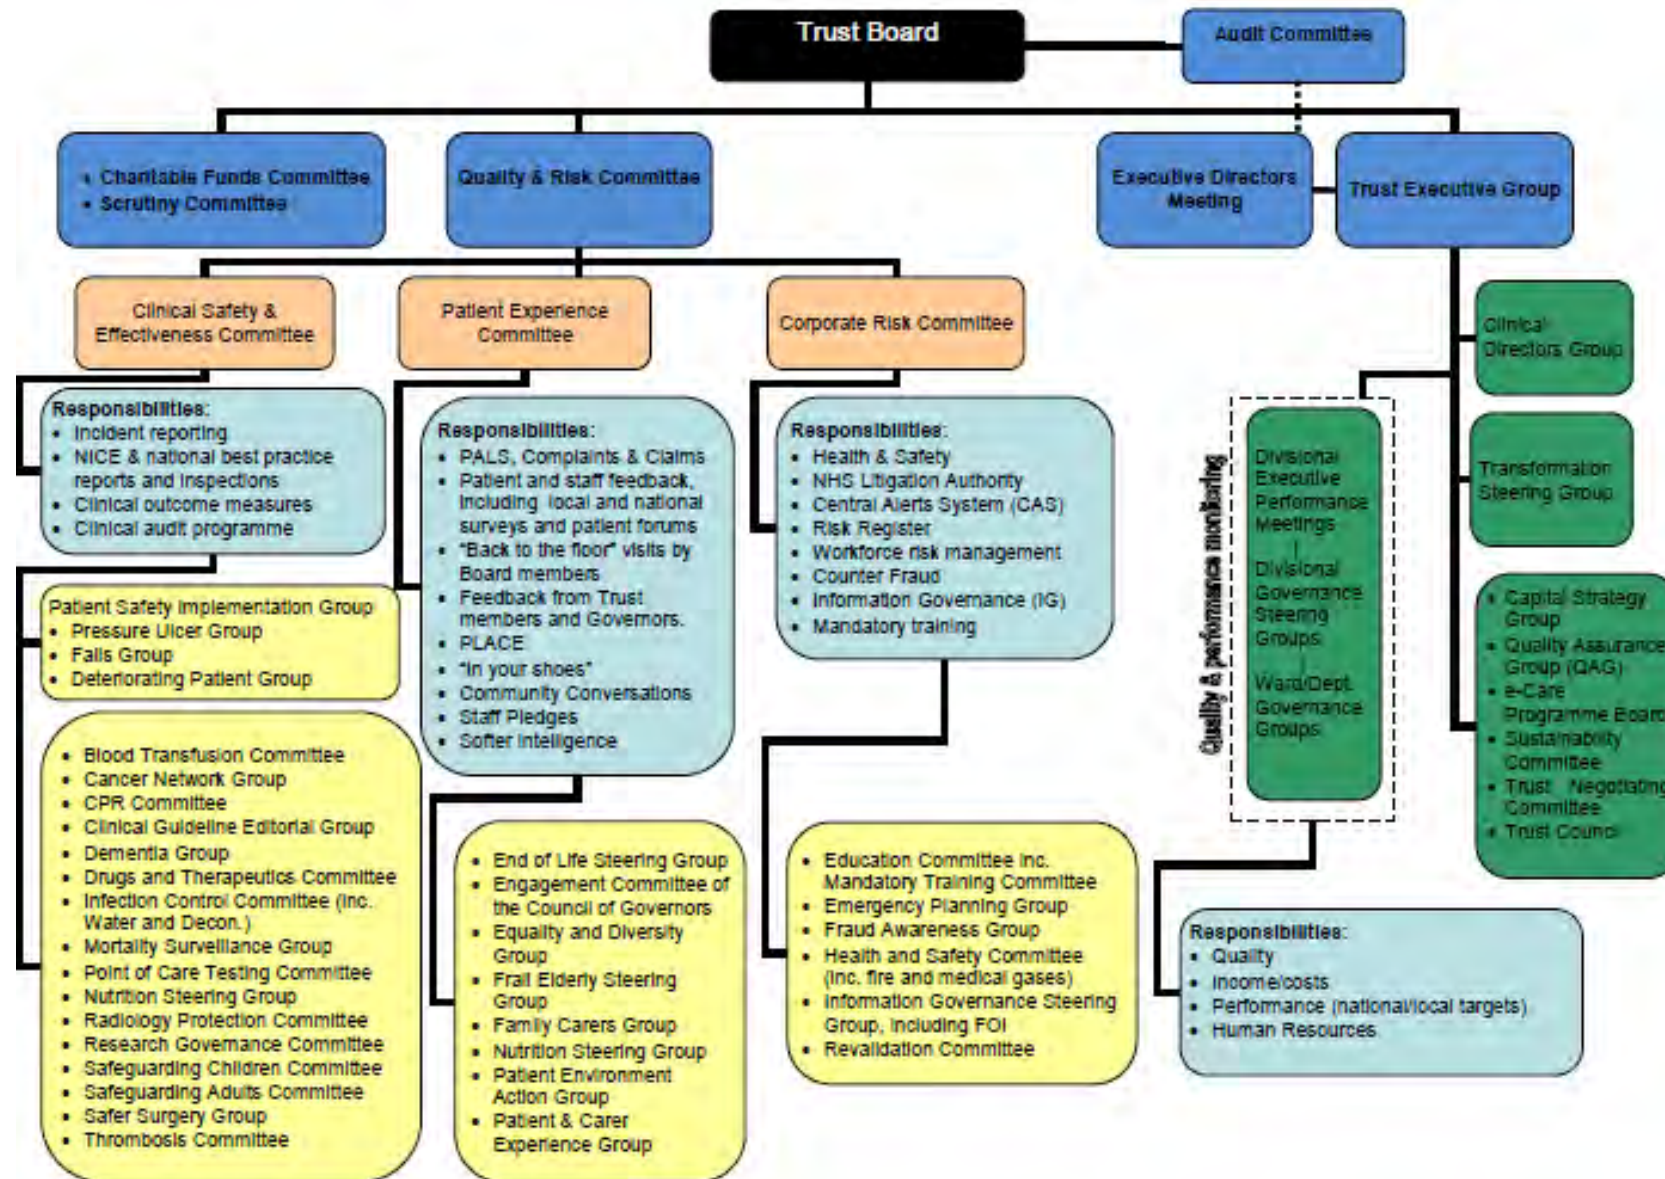 Trust Board
Audit Committee
• Charitable Funds Committee
• Scrutiny Committee
Quality & Risk Committee
Executive Directors
Meeting
Trust Executive Group
Clinical Safety &
Effectiveness Committee
Patient Experience
Committee
Corporate Risk Committee
Clinical
Directors Group
Transformation
Steering Group
• Capital Strategy
Group
• Quality Assurance
Group (QAG)
• e-Care
Programme Board
• Sustainability
Committee
• Trust Negotiating
Committee
• Trust Council
Quality & performance monitoring
Divisional
Executive
Performance
Meetings
Divisional
Governance
Steering
Groups
Ward/Dept.
Governance
Groups
Responsibilities:
• Quality
• Income/costs
• Performance (national/local targets)
• Human Resources
Responsibilities:
• Incident reporting
• NICE & national best practice
reports and inspections
• Clinical outcome measures
• Clinical audit programme
Patient Safety Implementation Group
• Pressure Ulcer Group
• Falls Group
• Deteriorating Patient Group
• Blood Transfusion Committee
• Cancer Network Group
• CPR Committee
• Clinical Guideline Editorial Group
• Dementia Group
• Drugs and Therapeutics Committee
• Infection Control Committee (inc.
Water and Decon.)
• Mortality Surveillance Group
• Point of Care Testing Committee
• Nutrition Steering Group
• Radiology Protection Committee
• Research Governance Committee
• Safeguarding Children Committee
• Safeguarding Adults Committee
• Safer Surgery Group
• Thrombosis Committee
Responsibilities:
• PALS, Complaints & Claims
• Patient and staff feedback,
including local and national
surveys and patient forums
• "Back to the floor" visits by
Board members
• Feedback from Trust
members and Governors.
• PLACE
• "In your shoes"
• Community Conversations
• Staff Pledges
• Softer Intelligence
• End of Life Steering Group
• Engagement Committee of
the Council of Governors
• Equality and Diversity
Group
• Frail Elderly Steering
Group
• Family Carers Group
• Nutrition Steering Group
• Patient Environment
Action Group
• Patient & Carer
Experience Group
Responsibilities:
• Health & Safety
• NHS Litigation Authority
• Central Alerts System (CAS)
• Risk Register
• Workforce risk management
• Counter Fraud
• Information Governance (IG)
• Mandatory training
• Education Committee inc.
Mandatory Training Committee
• Emergency Planning Group
• Fraud Awareness Group
• Health and Safety Committee
(inc. fire and medical gases)
• Information Governance Steering
Group, including FOI
• Revalidation Committee